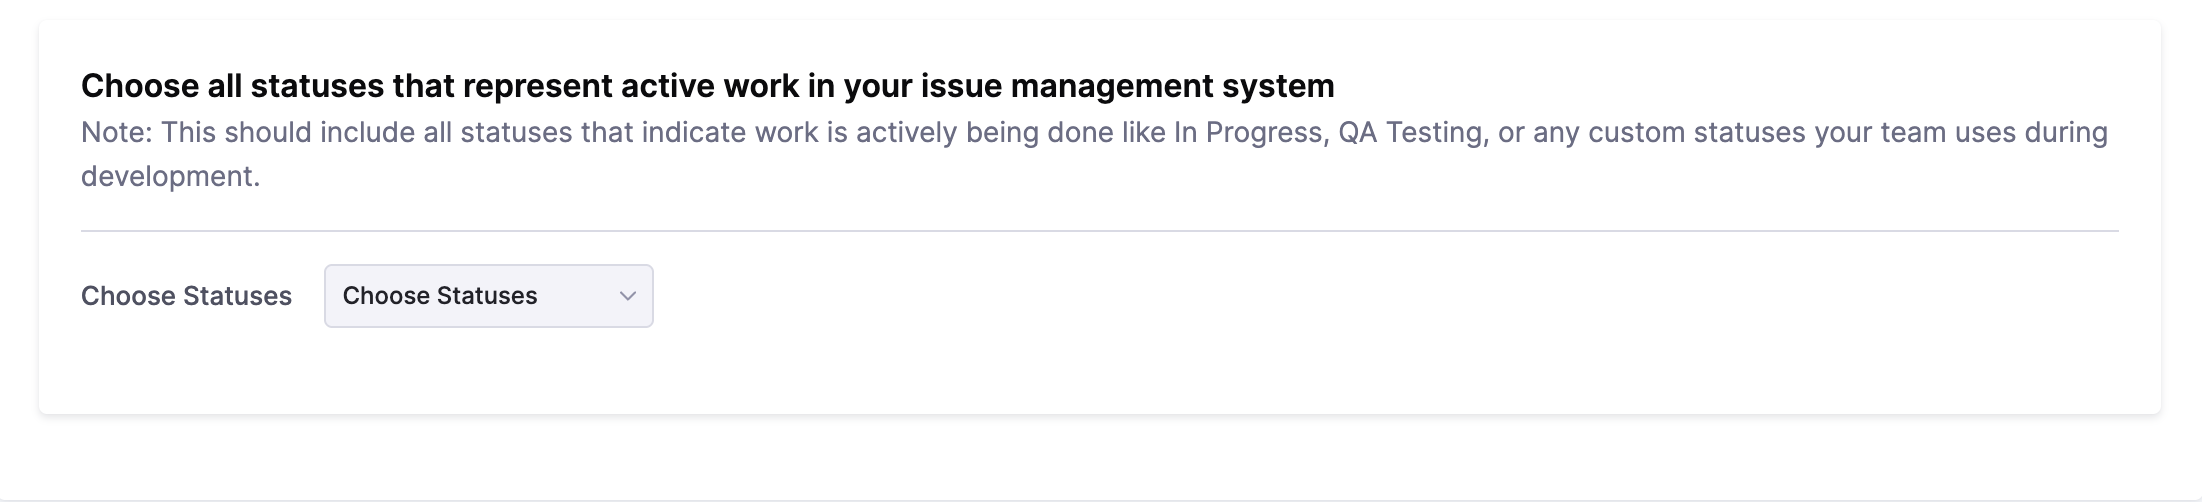 Choose all statuses that represent active work in your issue management system
Note: This should include all statuses that indicate work is actively being done like In Progress, QA Testing, or any custom statuses your team uses during
development.
Choose Statuses
Choose Statuses